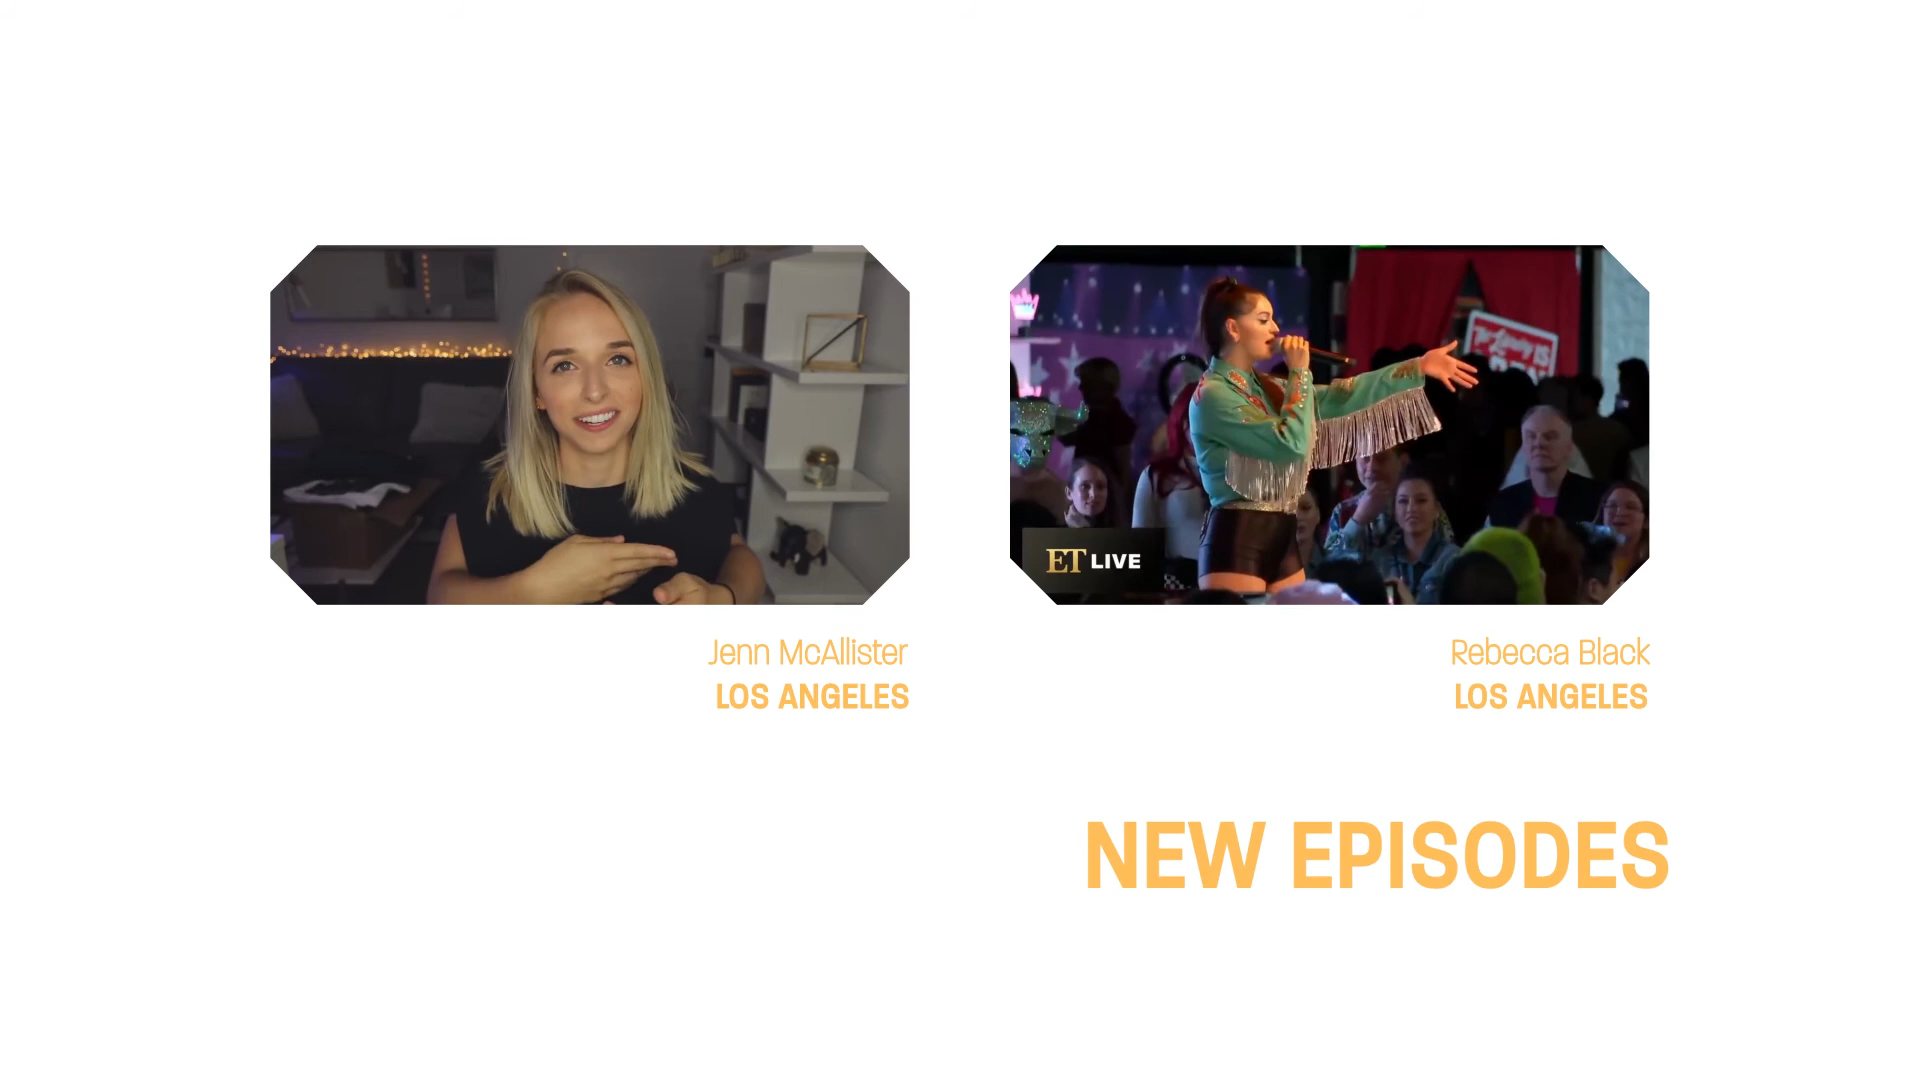 ET LIVE
Jenn McAllister
LOS ANGELES
Rebecca Black
LOS ANGELES
NEW EPISODES